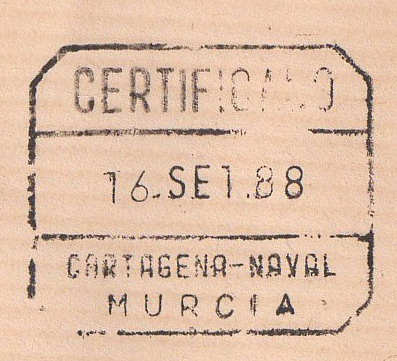 CERTIFICADO
16.SET.88
CARTAGENA-NAVAL
MURCIA